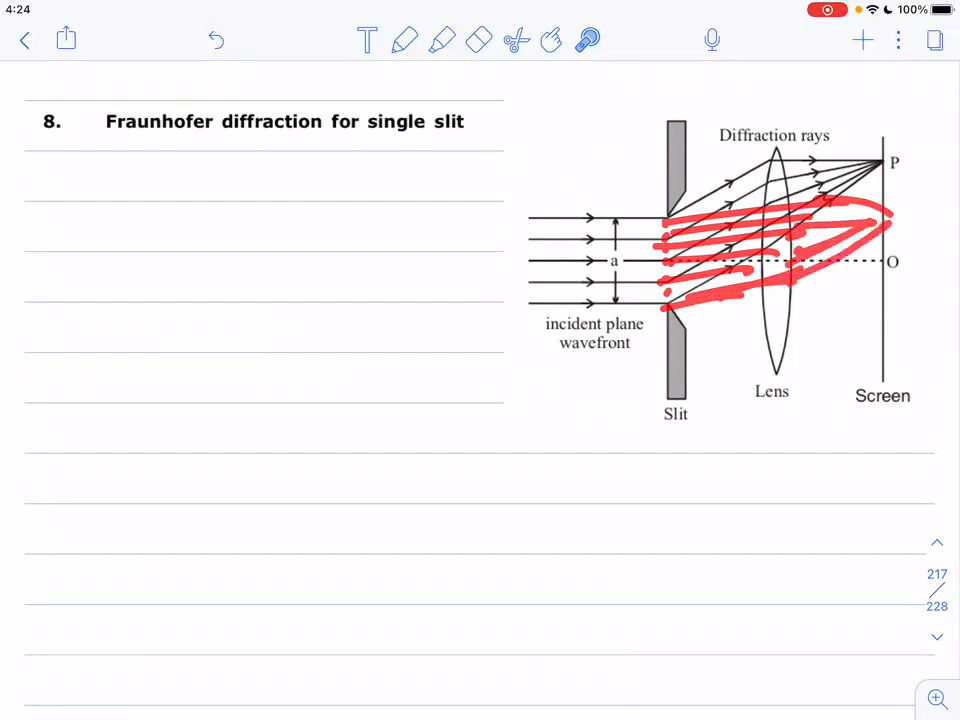 4:24
100%
8. Fraunhofer diffraction for single slit
Diffraction rays
P
a
O
incident plane
wavefront
Lens
Screen
Slit
217
228